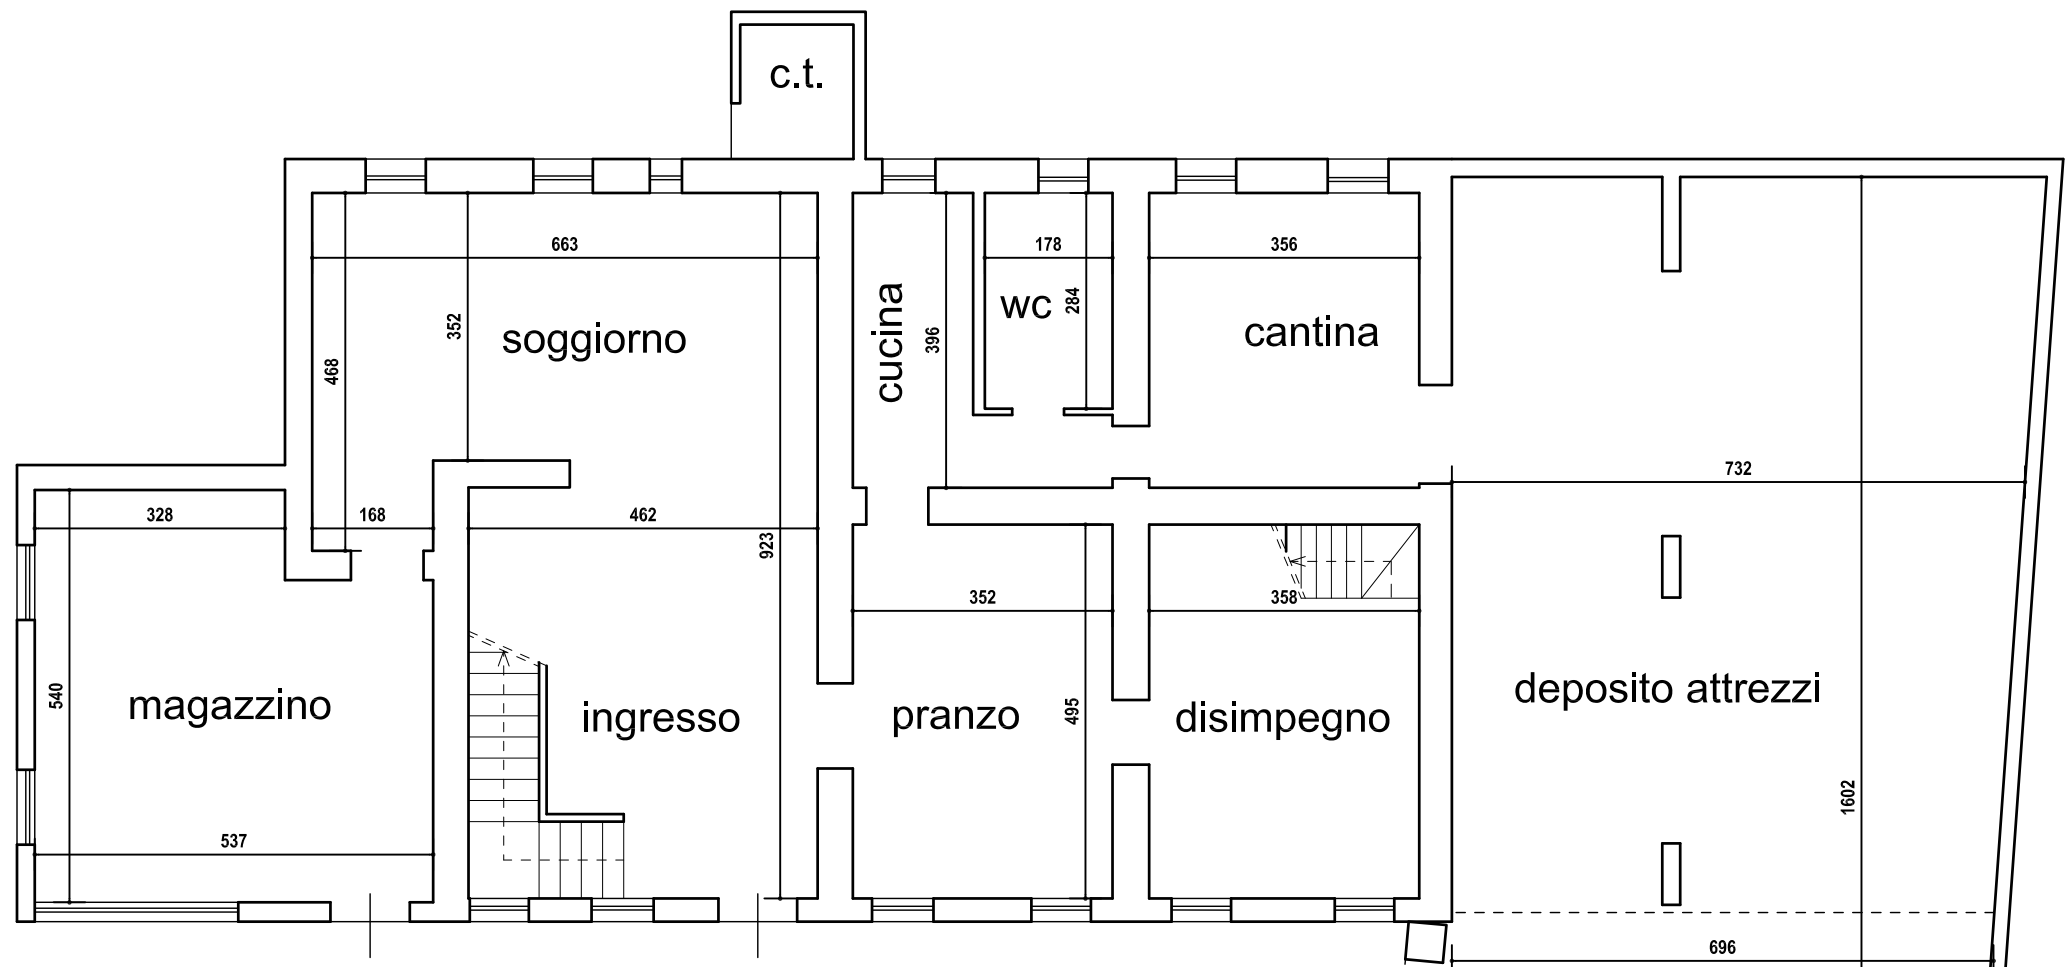 c.t.
663
178
356
soggiorno
352
468
cucina
396
wc
284
cantina
732
328
168
462
923
352
358
540
magazzino
ingresso
pranzo
495
disimpegno
deposito attrezzi
1602
537
696